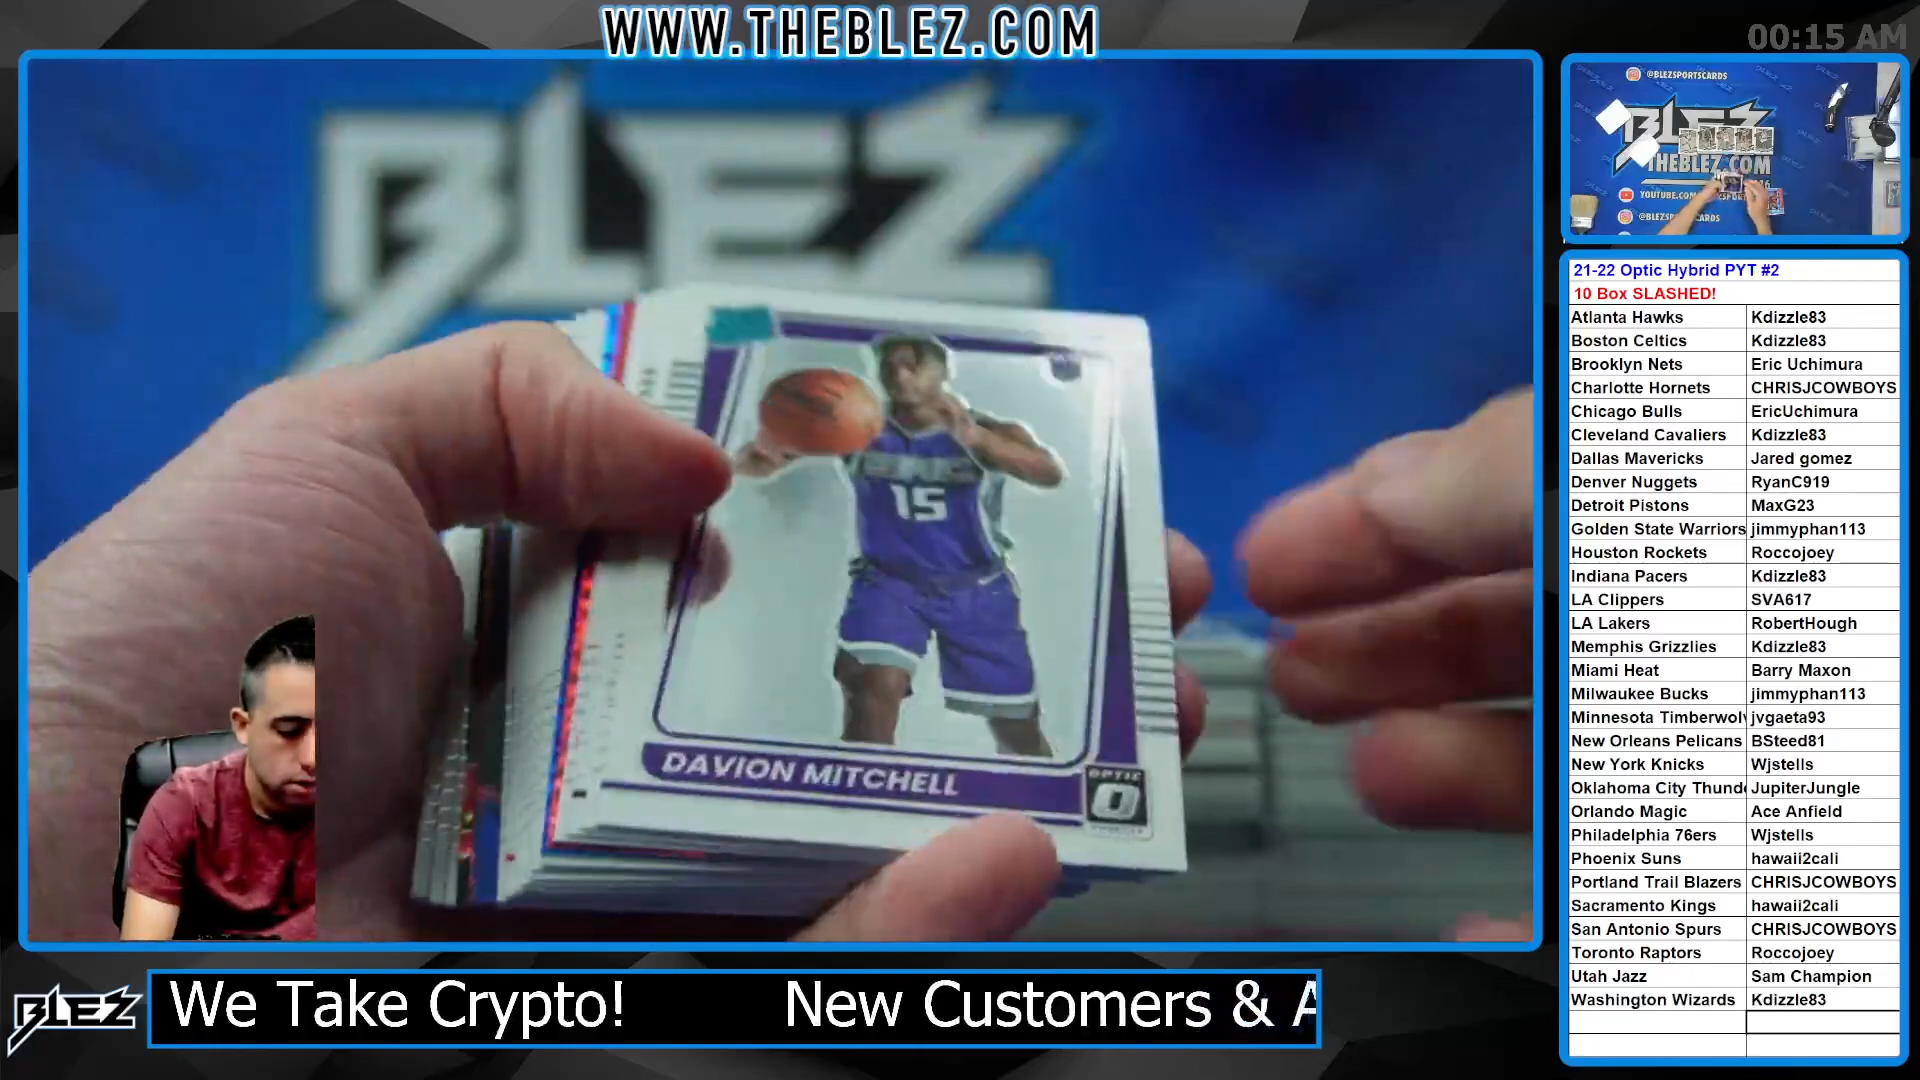 WWW.THEBLEZ.COM
00:15 AM
BLEZ
15
DAVION MITCHELL
OPTIC
@BLEZSPORTSCARDS
BLEZ
THEBLEZ.COM
21-22 Optic Hybrid PYT #2
10 Box SLASHED!
Atlanta Hawks Kdizzle83
Boston Celtics Kdizzle83
Brooklyn Nets Eric Uchimura
Charlotte Hornets CHRISJCOWBOYS
Chicago Bulls EricUchimura
Cleveland Cavaliers Kdizzle83
Dallas Mavericks Jared gomez
Denver Nuggets RyanC919
Detroit Pistons MaxG23
Golden State Warriors jimmyphan113
Houston Rockets Roccojoey
Indiana Pacers Kdizzle83
LA Clippers SVA617
LA Lakers RobertHough
Memphis Grizzlies Kdizzle83
Miami Heat Barry Maxon
Milwaukee Bucks jimmyphan113
Minnesota Timberwol jvgaeta93
New Orleans Pelicans BSteed81
New York Knicks Wjstells
Oklahoma City Thund JupiterJungle
Orlando Magic Ace Anfield
Philadelphia 76ers Wjstells
Phoenix Suns hawaii2cali
Portland Trail Blazers CHRISJCOWBOYS
Sacramento Kings hawaii2cali
San Antonio Spurs CHRISJCOWBOYS
Toronto Raptors Roccojoey
Utah Jazz Sam Champion
Washington Wizards Kdizzle83
BLEZ
We Take Crypto! New Customers & A